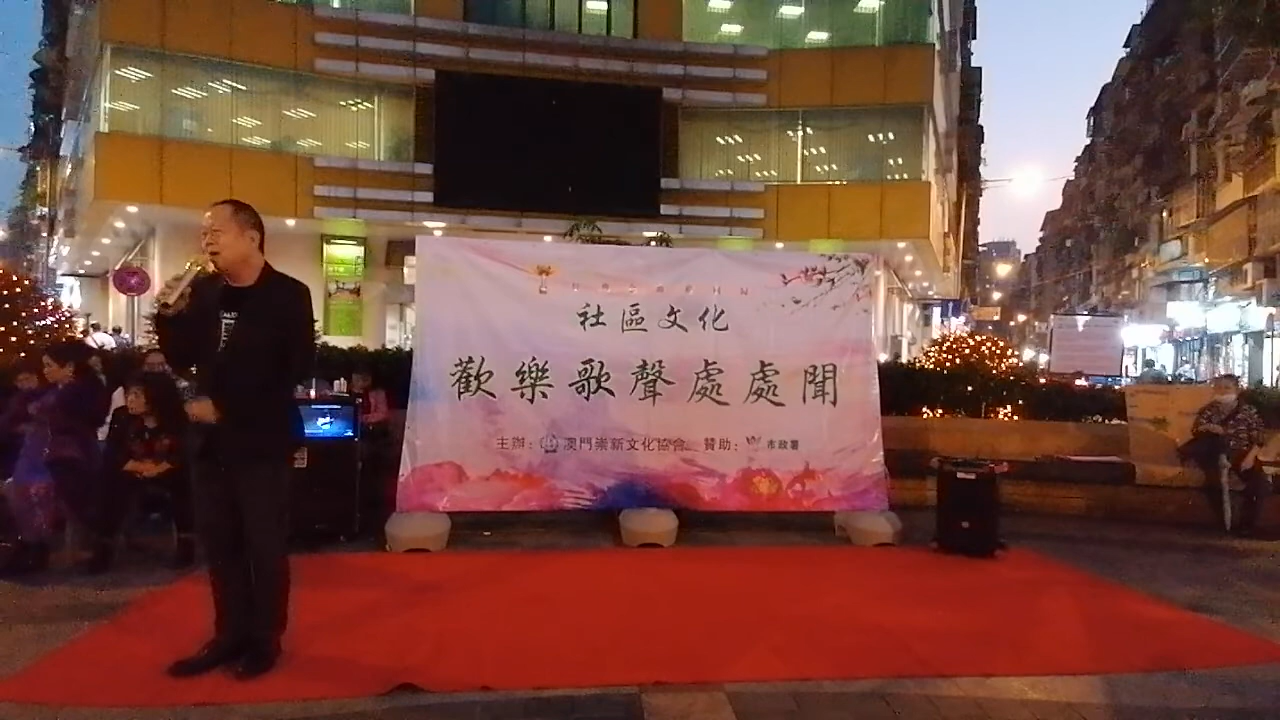 社區文化
歡樂歌聲處處聞
主辦：澳門崇新文化協會 贊助：市政署